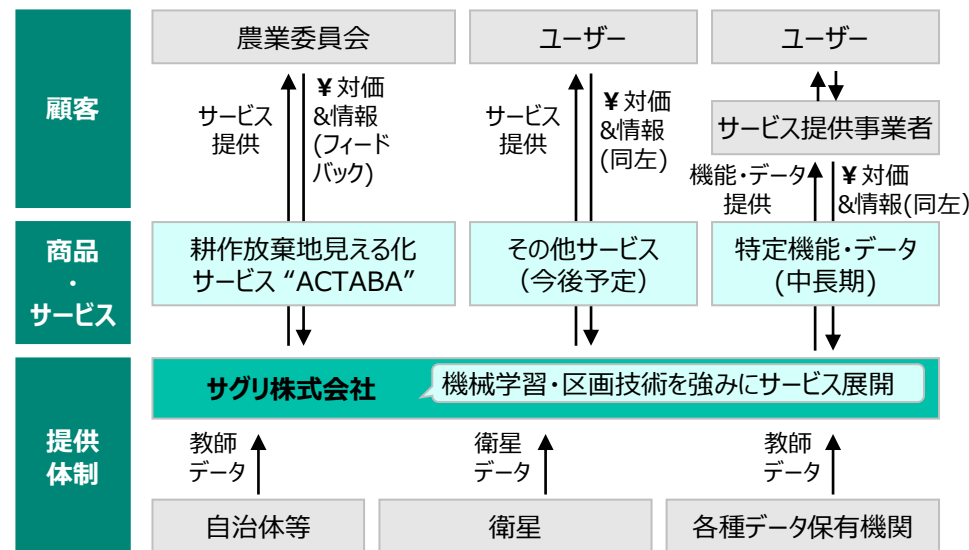 顧客
農業委員会
ユーザー
ユーザー
サービス
提供
¥ 対価
&情報
(フィード
バック)
サービス
提供
¥ 対価
&情報
(同左)
サービス提供事業者
機能・データ
提供
¥ 対価
&情報(同左)
商品
・
サービス
耕作放棄地見える化
サービス “ACTABA”
その他サービス
（今後予定）
特定機能・データ
(中長期)
提供
体制
サグリ株式会社
機械学習・区画技術を強みにサービス展開
教師
データ
衛星
データ
教師
データ
自治体等
衛星
各種データ保有機関